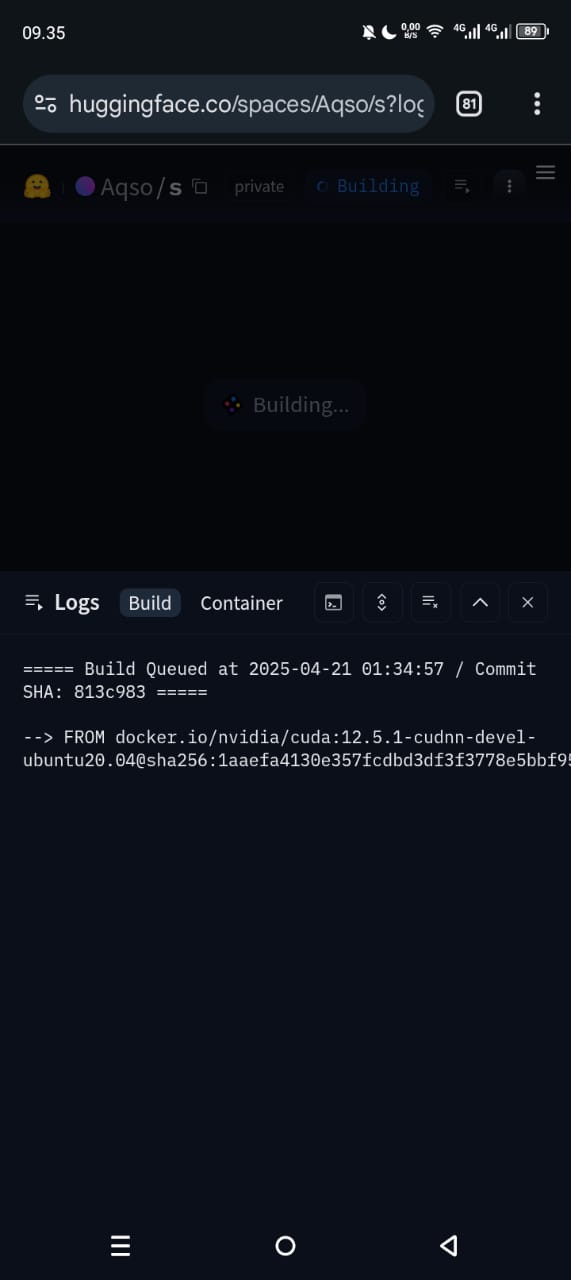 09.35
0,00
B/S
4G
4G
89
huggingface.co/spaces/Aqso/s?log
81
Aqso/s
private
Building
Building...
Logs
Build
Container
===== Build Queued at 2025-04-21 01:34:57 / Commit
SHA: 813c983 =====
--> FROM docker.io/nvidia/cuda:12.5.1-cudnn-devel-
ubuntu20.04@sha256:1aaefa4130e357fcdbd3df3f3778e5bbf95